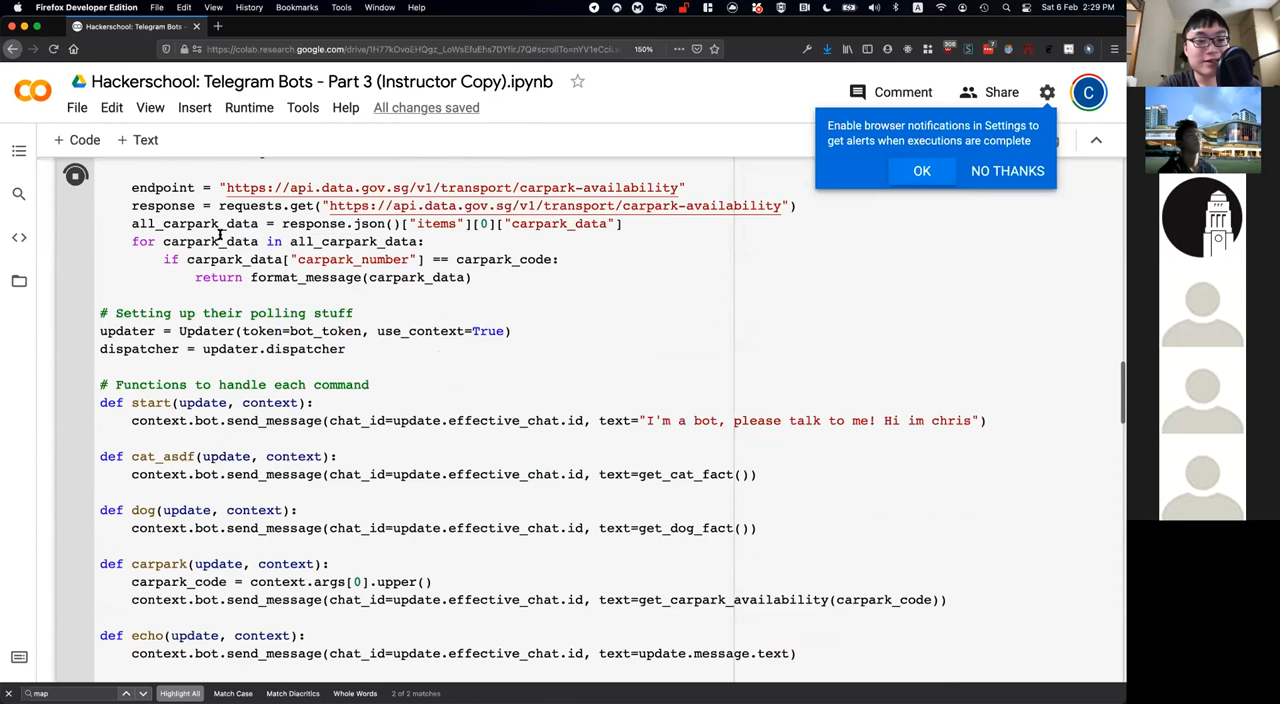 Firefox Developer Edition File Edit View History Bookmarks Tools Window Help Sat 6 Feb 2:29 PM
Hackerschool: Telegram Bots -
https://colab.research.google.com/drive/1H77kOvoEHQgz_LoWsEfuEhs7DYfirJ7Q#scrollTo=nYV1eCciL 150%
Hackerschool: Telegram Bots - Part 3 (Instructor Copy).ipynb
Comment Share C
File Edit View Insert Runtime Tools Help All changes saved
Enable browser notifications in Settings to
get alerts when executions are complete
OK NO THANKS
+ Code + Text
endpoint = "https://api.data.gov.sg/v1/transport/carpark-availability"
response = requests.get("https://api.data.gov.sg/v1/transport/carpark-availability")
all_carpark_data = response.json()["items"][0]["carpark_data"]
for carpark_data in all_carpark_data:
if carpark_data["carpark_number"] == carpark_code:
return format_message(carpark_data)
# Setting up their polling stuff
updater = Updater(token=bot_token, use_context=True)
dispatcher = updater.dispatcher
# Functions to handle each command
def start(update, context):
context.bot.send_message(chat_id=update.effective_chat.id, text="I'm a bot, please talk to me! Hi im chris")
def cat_asdf(update, context):
context.bot.send_message(chat_id=update.effective_chat.id, text=get_cat_fact())
def dog(update, context):
context.bot.send_message(chat_id=update.effective_chat.id, text=get_dog_fact())
def carpark(update, context):
carpark_code = context.args[0].upper()
context.bot.send_message(chat_id=update.effective_chat.id, text=get_carpark_availability(carpark_code))
def echo(update, context):
context.bot.send_message(chat_id=update.effective_chat.id, text=update.message.text)
map Highlight All Match Case Match Diacritics Whole Words 2 of 2 matches